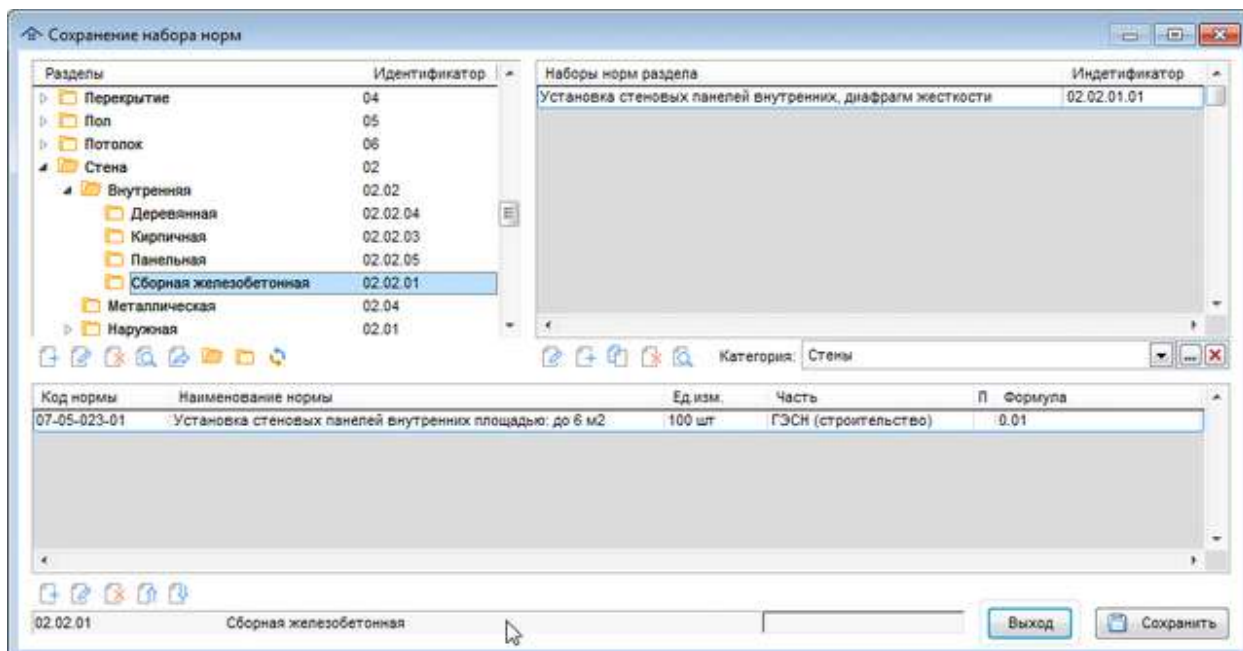 Сохранение набора норм
Разделы Идентификатор
Перекрытие 04
Пол 05
Потолок 06
Стена 02
Внутренняя 02.02
Деревянная 02.02.04
Кирпичная 02.02.03
Панельная 02.02.05
Сборная железобетонная 02.02.01
Металлическая 02.04
Наружная 02.01
Наборы норм раздела Индетификатор
Установка стеновых панелей внутренних, диафрагм жесткости 02.02.01.01
Категория: Стены ...
Код нормы Наименование нормы Ед.изм. Часть П Формула
07-05-023-01 Установка стеновых панелей внутренних площадью: до 6 м2 100 шт ГЭСН (строительство) 0.01
02.02.01 Сборная железобетонная
Выход Сохранить